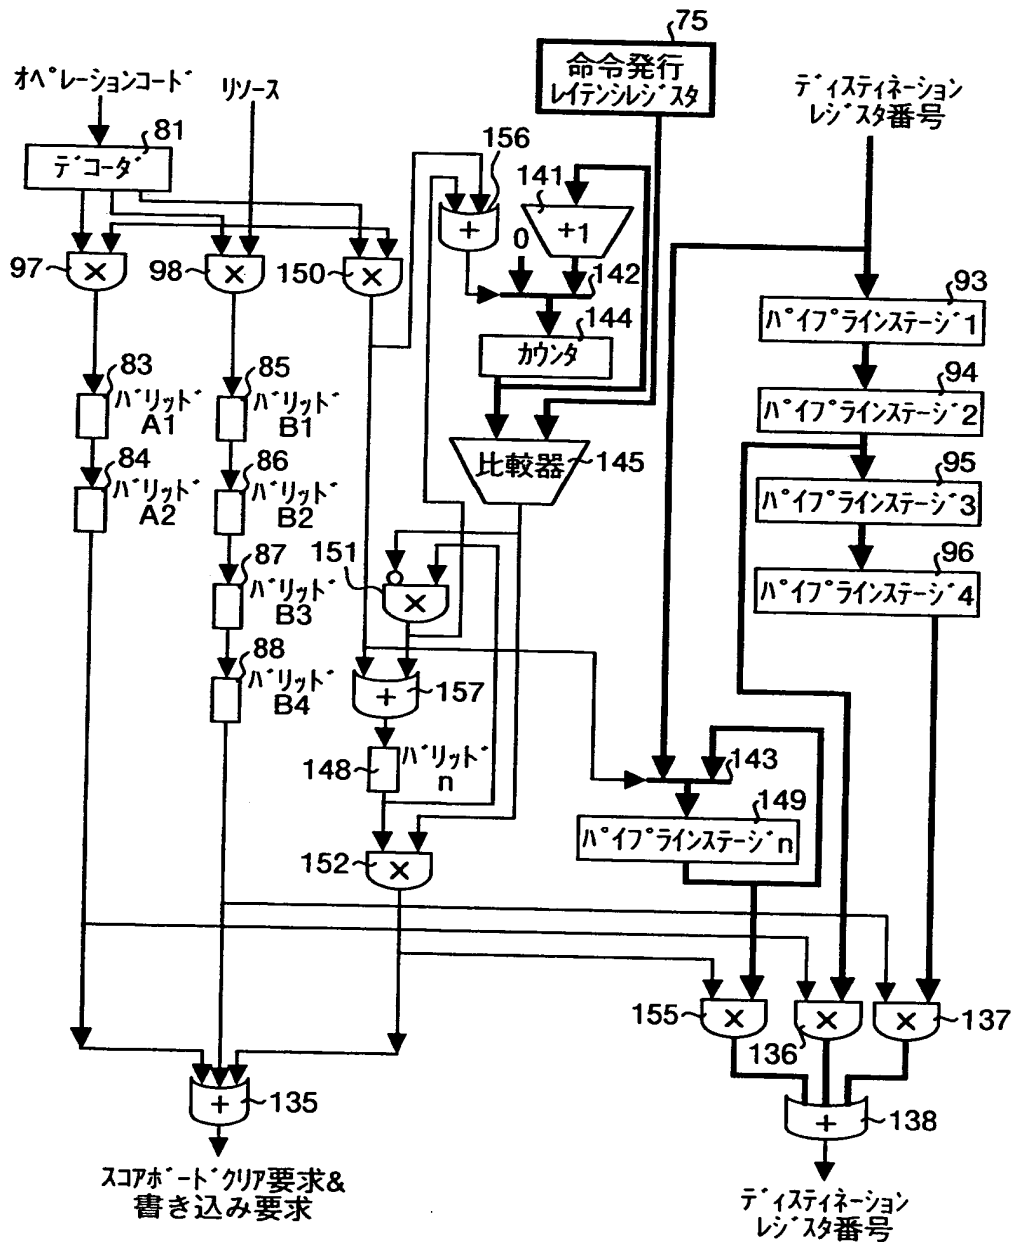 75
命令発行
レイテンシレジスタ
オペレーションコード
リソース
ディスティネーション
レジスタ番号
81
デコーダ
156
+
141
+1
0
142
144
カウンタ
97
×
98
×
150
×
93
パイプラインステージ1
94
パイプラインステージ2
95
パイプラインステージ3
96
パイプラインステージ4
83
バリッド
A1
84
バリッド
A2
85
バリッド
B1
86
バリッド
B2
87
バリッド
B3
88
バリッド
B4
比較器
145
151
×
157
+
148
バリッド
n
152
×
143
149
パイプラインステージn
155
×
136
×
137
×
135
+
138
+
スコアボードクリア要求&
書き込み要求
ディスティネーション
レジスタ番号